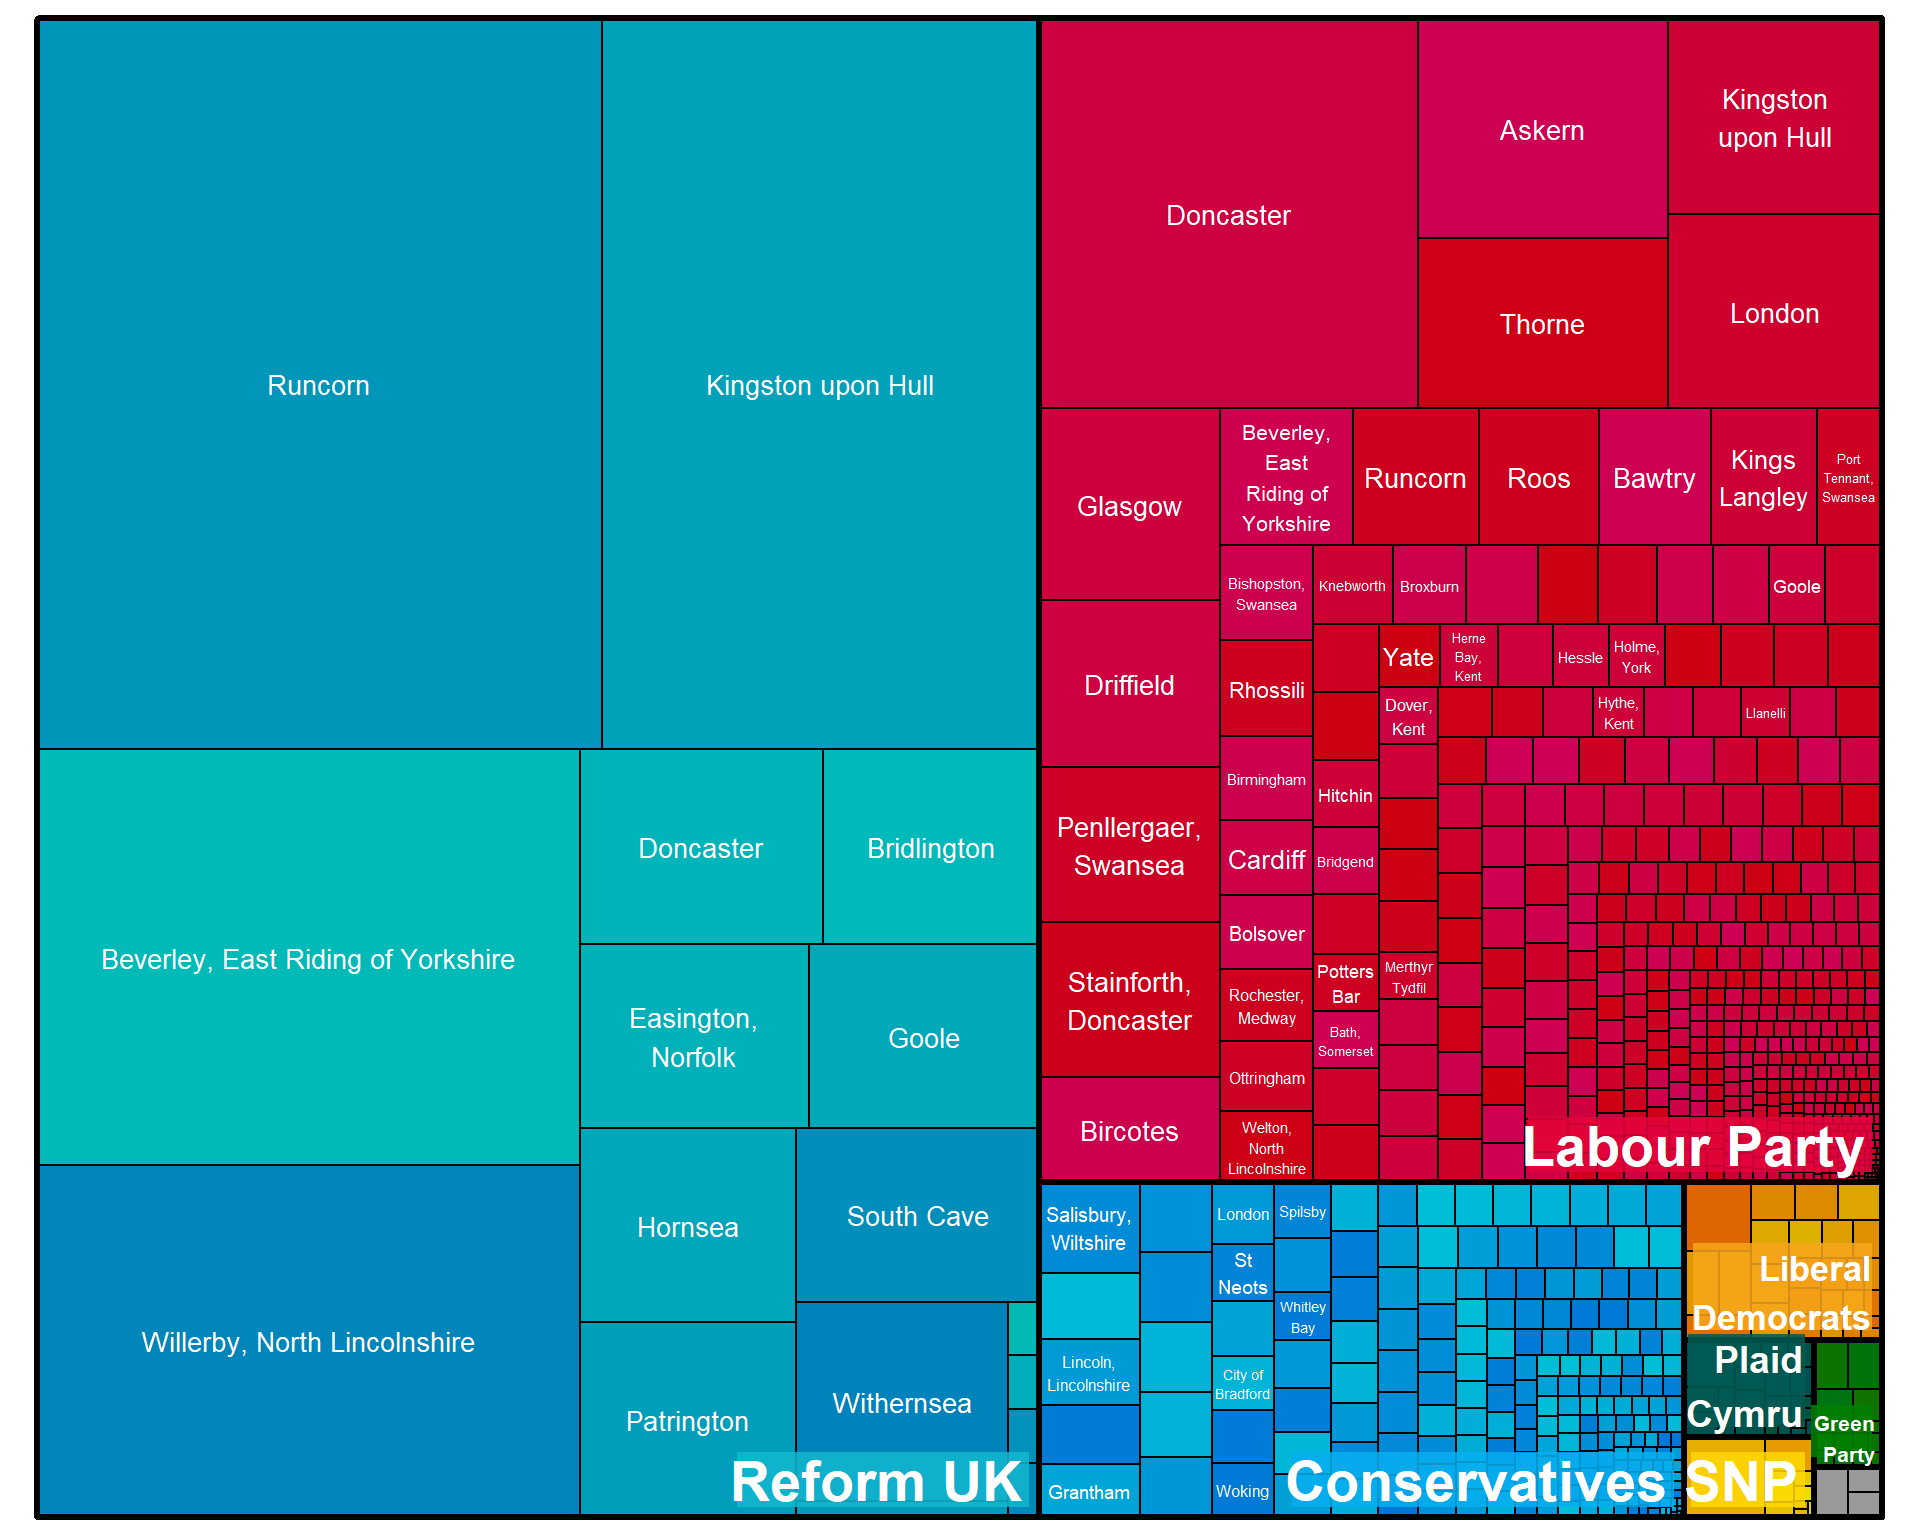 Runcorn
Kingston upon Hull
Beverley, East Riding of Yorkshire
Willerby, North Lincolnshire
Doncaster
Bridlington
Easington,
Norfolk
Goole
Hornsea
South Cave
Patrington
Withernsea
Reform UK
Doncaster
Askern
Kingston
upon Hull
Thorne
London
Glasgow
Driffield
Penllergaer,
Swansea
Stainforth,
Doncaster
Bircotes
Beverley,
East
Riding of
Yorkshire
Runcorn
Roos
Bawtry
Kings
Langley
Port
Tennant,
Swansea
Bishopston,
Swansea
Knebworth
Broxburn
Goole
Rhossili
Yate
Herne
Bay,
Kent
Hessle
Holme,
York
Dover,
Kent
Hythe,
Kent
Llanelli
Birmingham
Hitchin
Cardiff
Bridgend
Bolsover
Potters
Bar
Merthyr
Tydfil
Rochester,
Medway
Bath,
Somerset
Ottringham
Welton,
North
Lincolnshire
Labour Party
Salisbury,
Wiltshire
London
Spilsby
St
Neots
Whitley
Bay
Lincoln,
Lincolnshire
City of
Bradford
Grantham
Woking
Conservatives
Liberal
Democrats
Plaid
Cymru
Green
Party
SNP